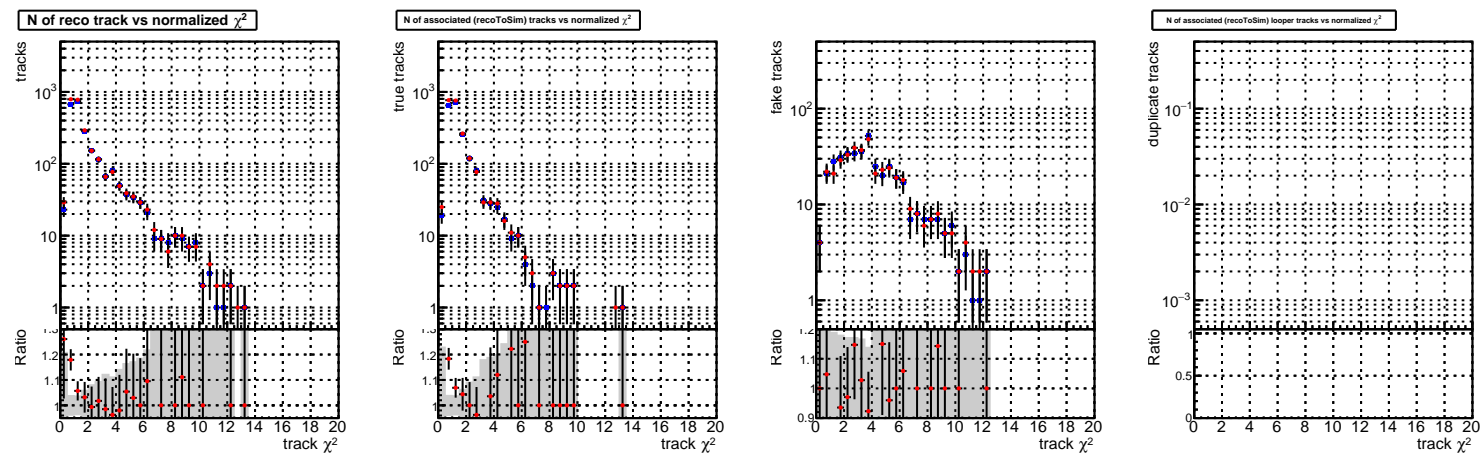 N of reco track vs normalized χ²
tracks
10³
10²
10
1
Ratio
1.3
1.2
1.1
1
0 2 4 6 8 10 12 14 16 18 20
track χ²
N of associated (recoToSim) tracks vs normalized χ²
true tracks
10³
10²
10
1
Ratio
1.3
1.2
1.1
1
0 2 4 6 8 10 12 14 16 18 20
track χ²
fake tracks
10²
10
1
Ratio
1.2
1.1
1
0.9
0 2 4 6 8 10 12 14 16 18 20
track χ²
N of associated (recoToSim) looper tracks vs normalized χ²
duplicate tracks
10⁻¹
10⁻²
10⁻³
Ratio
1
0.5
0
0 2 4 6 8 10 12 14 16 18 20
track χ²